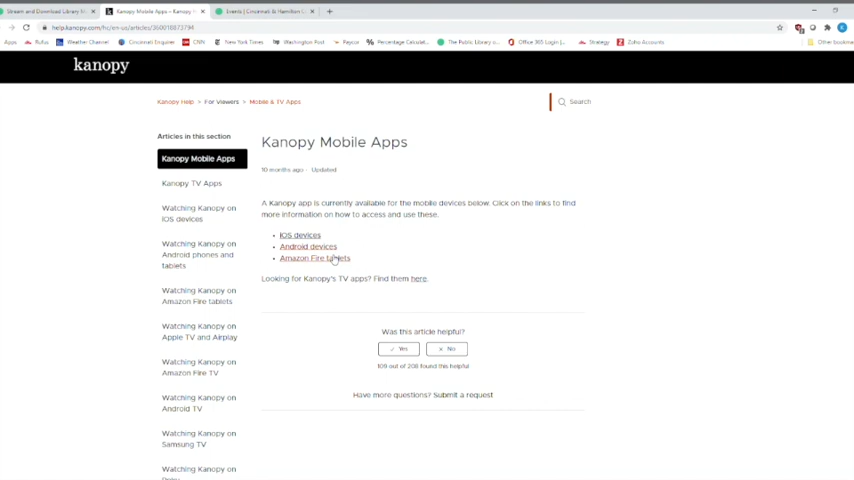 Stream and Download Library M
Kanopy Mobile Apps – Kanopy
Events | Cincinnati & Hamilton
help.kanopy.com/hc/en-us/articles/360018873794
Apps Rufus Weather Channel Cincinnati Enquirer CNN New York Times Washington Post Keycor Percentage Calculat... The Public Library o... Office 365 Login |... Strategy Zoho Accounts Other bookma
kanopy
Kanopy Help > For Viewers > Mobile & TV Apps
Search
Articles in this section
Kanopy Mobile Apps
Kanopy Mobile Apps
10 months ago · Updated
Kanopy TV Apps
A Kanopy app is currently available for the mobile devices below. Click on the links to find
more information on how to access and use these.
Watching Kanopy on
iOS devices
• iOS devices
• Android devices
• Amazon Fire tablets
Watching Kanopy on
Android phones and
tablets
Looking for Kanopy's TV apps? Find them here.
Watching Kanopy on
Amazon Fire tablets
Watching Kanopy on
Apple TV and Airplay
Was this article helpful?
Yes No
109 out of 208 found this helpful
Watching Kanopy on
Amazon Fire TV
Have more questions? Submit a request
Watching Kanopy on
Android TV
Watching Kanopy on
Samsung TV
Watching Kanopy on